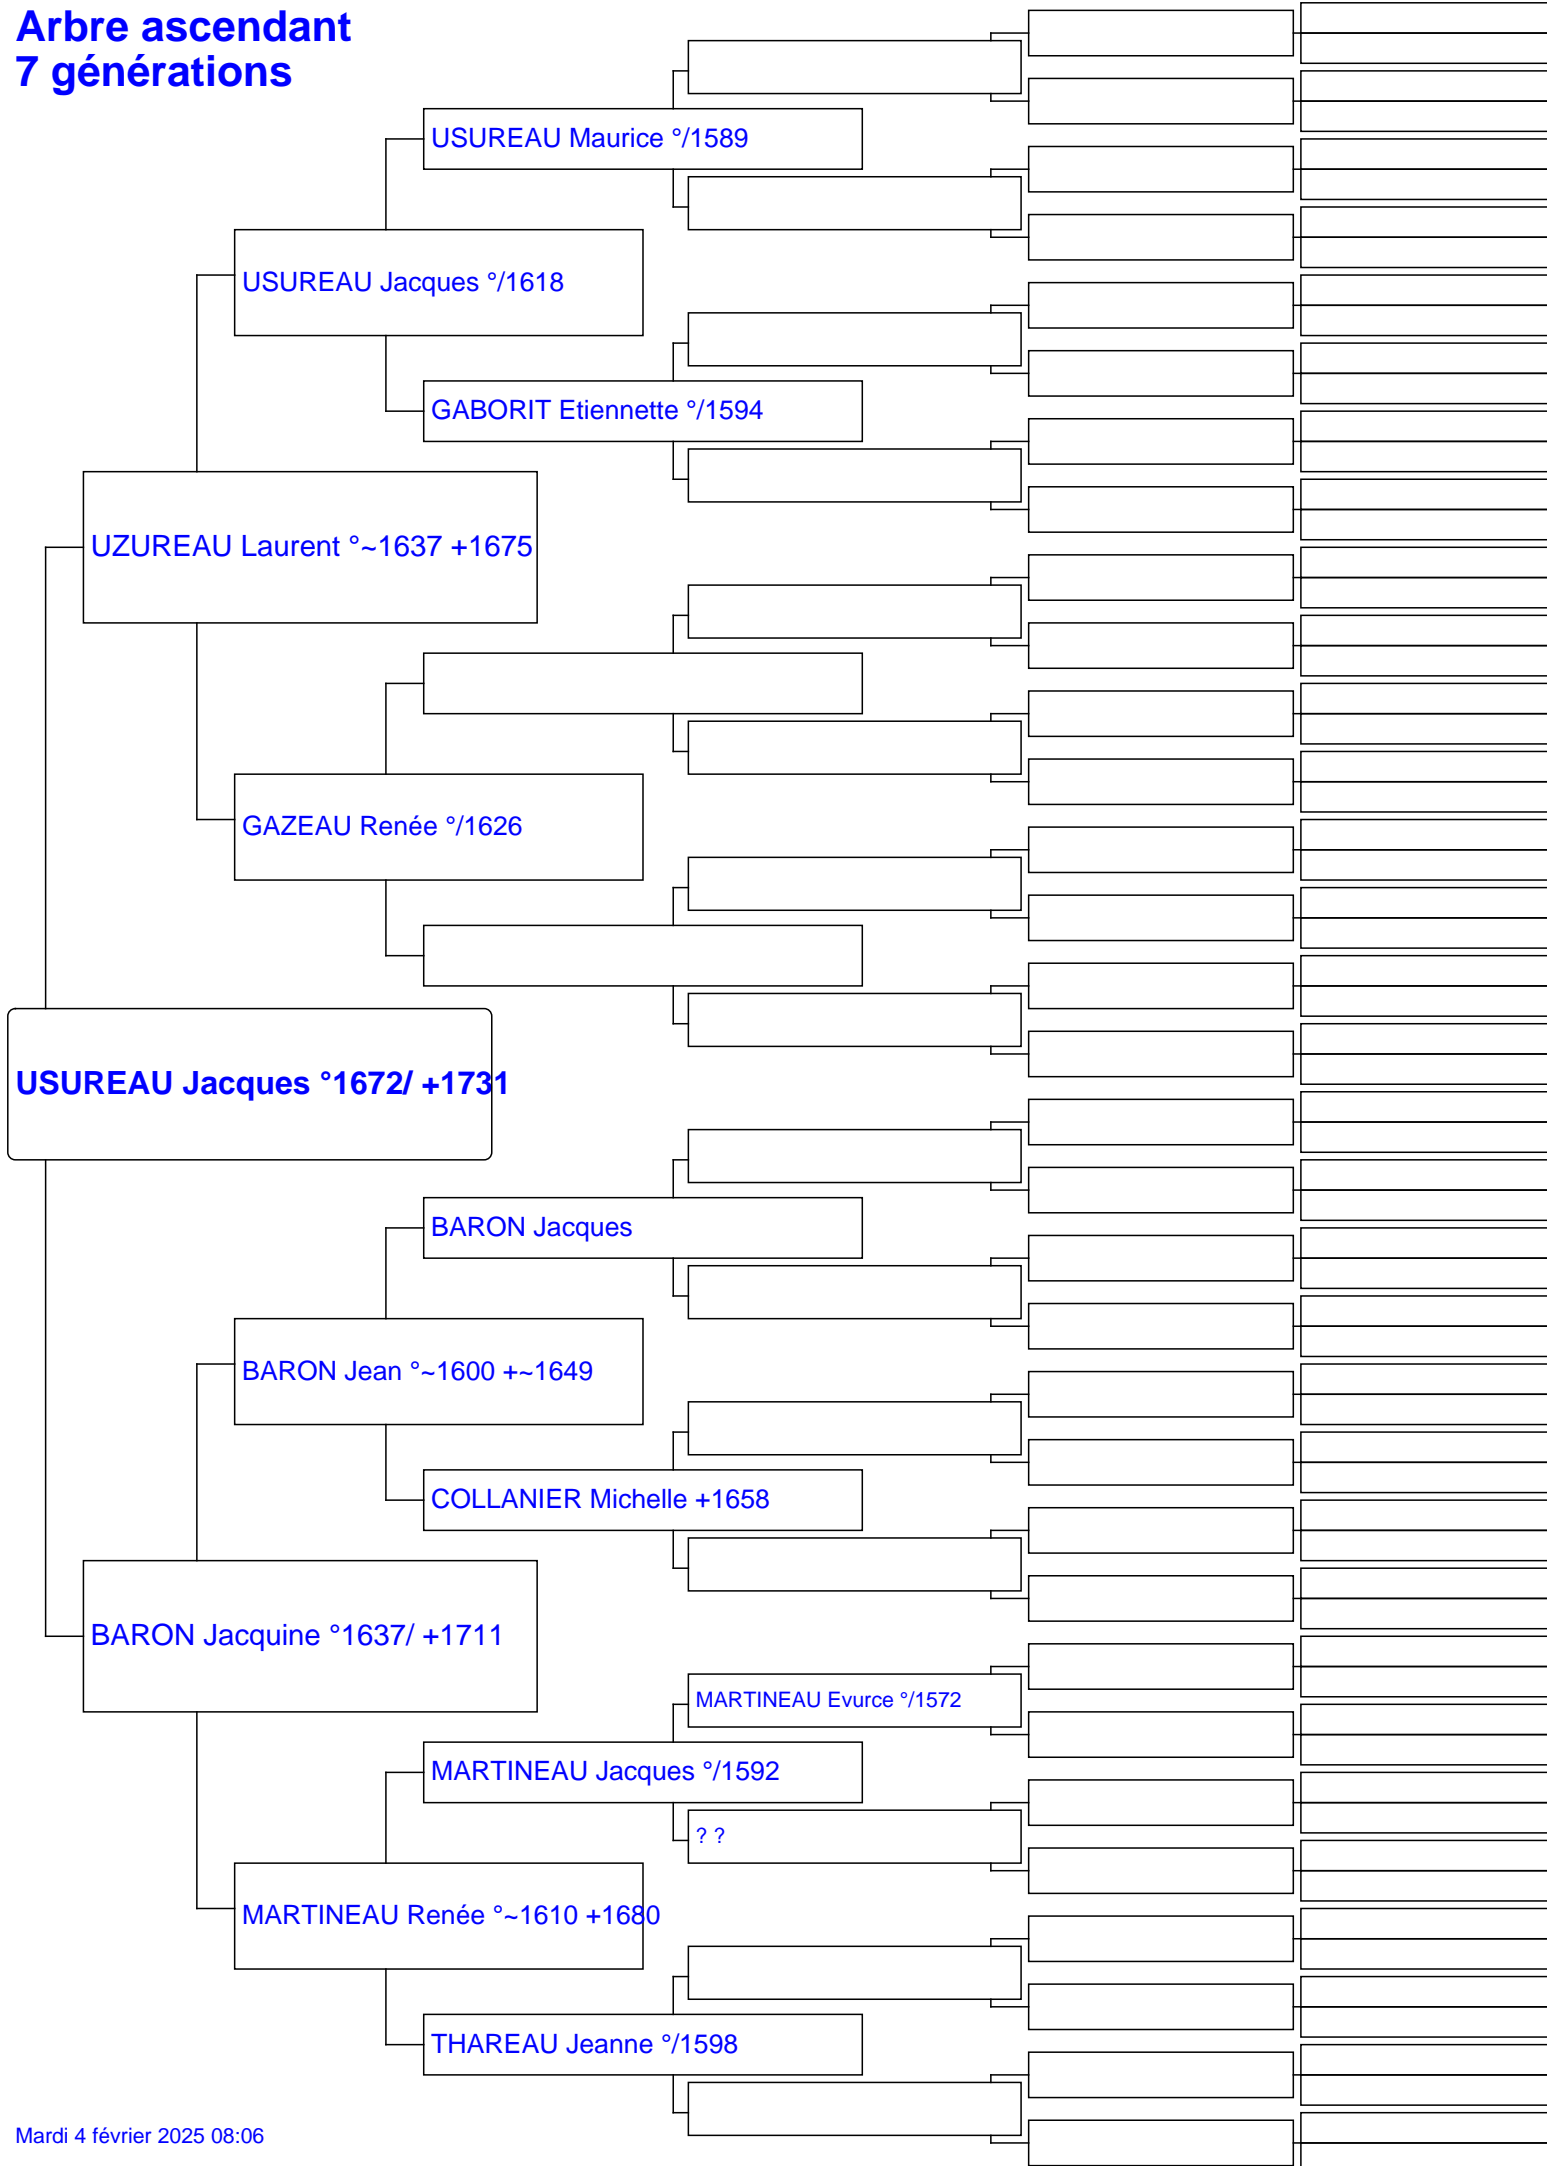 Arbre ascendant
7 générations
USUREAU Maurice °/1589
USUREAU Jacques °/1618
GABORIT Etiennette °/1594
UZUREAU Laurent °~1637 +1675
GAZEAU Renée °/1626
USUREAU Jacques °1672/ +1731
BARON Jacques
BARON Jean °~1600 +~1649
COLLANIER Michelle +1658
BARON Jacquine °1637/ +1711
MARTINEAU Evurce °/1572
MARTINEAU Jacques °/1592
? ?
MARTINEAU Renée °~1610 +1680
THAREAU Jeanne °/1598
Mardi 4 février 2025 08:06